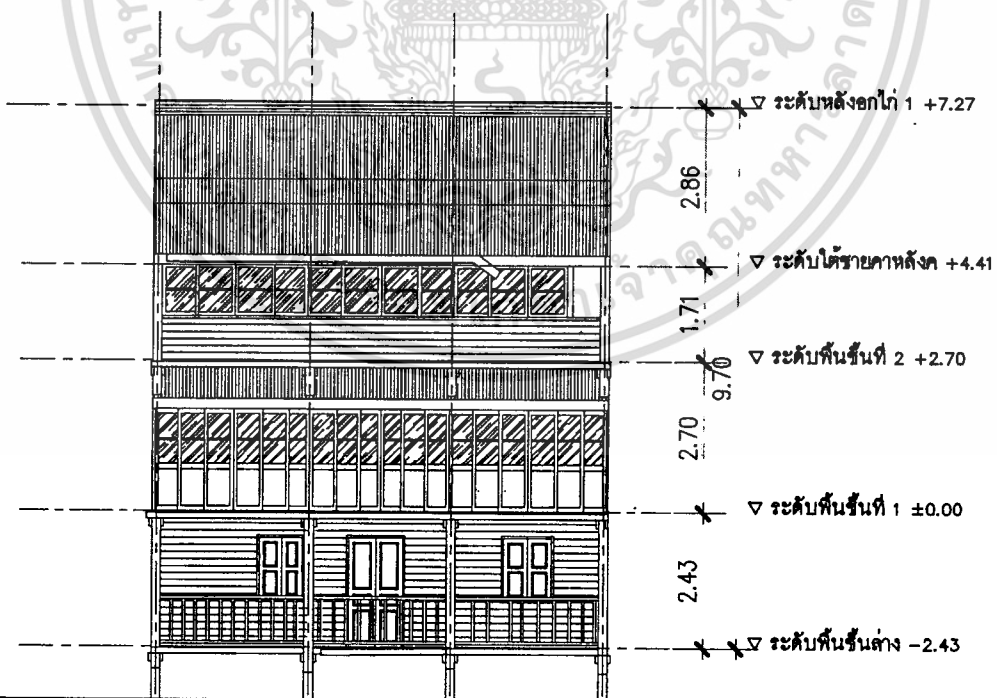 ระดับหลังอกไก่ 1 +7.27
2.86
ระดับใต้ชายคาหลังค +4.41
1.71
ระดับพื้นชั้นที่ 2 +2.70
9.70
2.70
ระดับพื้นชั้นที่ 1 ±0.00
2.43
ระดับพื้นชั้นล่าง -2.43